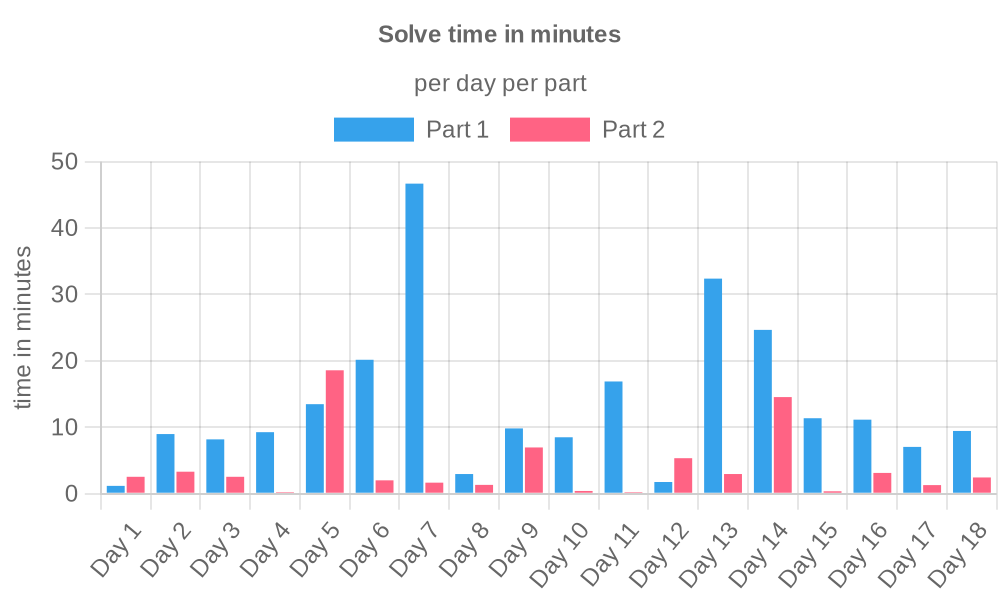 Solve time in minutes
per day per part
Part 1 Part 2
time in minutes
50
40
30
20
10
0
Day 1 Day 2 Day 3 Day 4 Day 5 Day 6 Day 7 Day 8 Day 9 Day 10 Day 11 Day 12 Day 13 Day 14 Day 15 Day 16 Day 17 Day 18